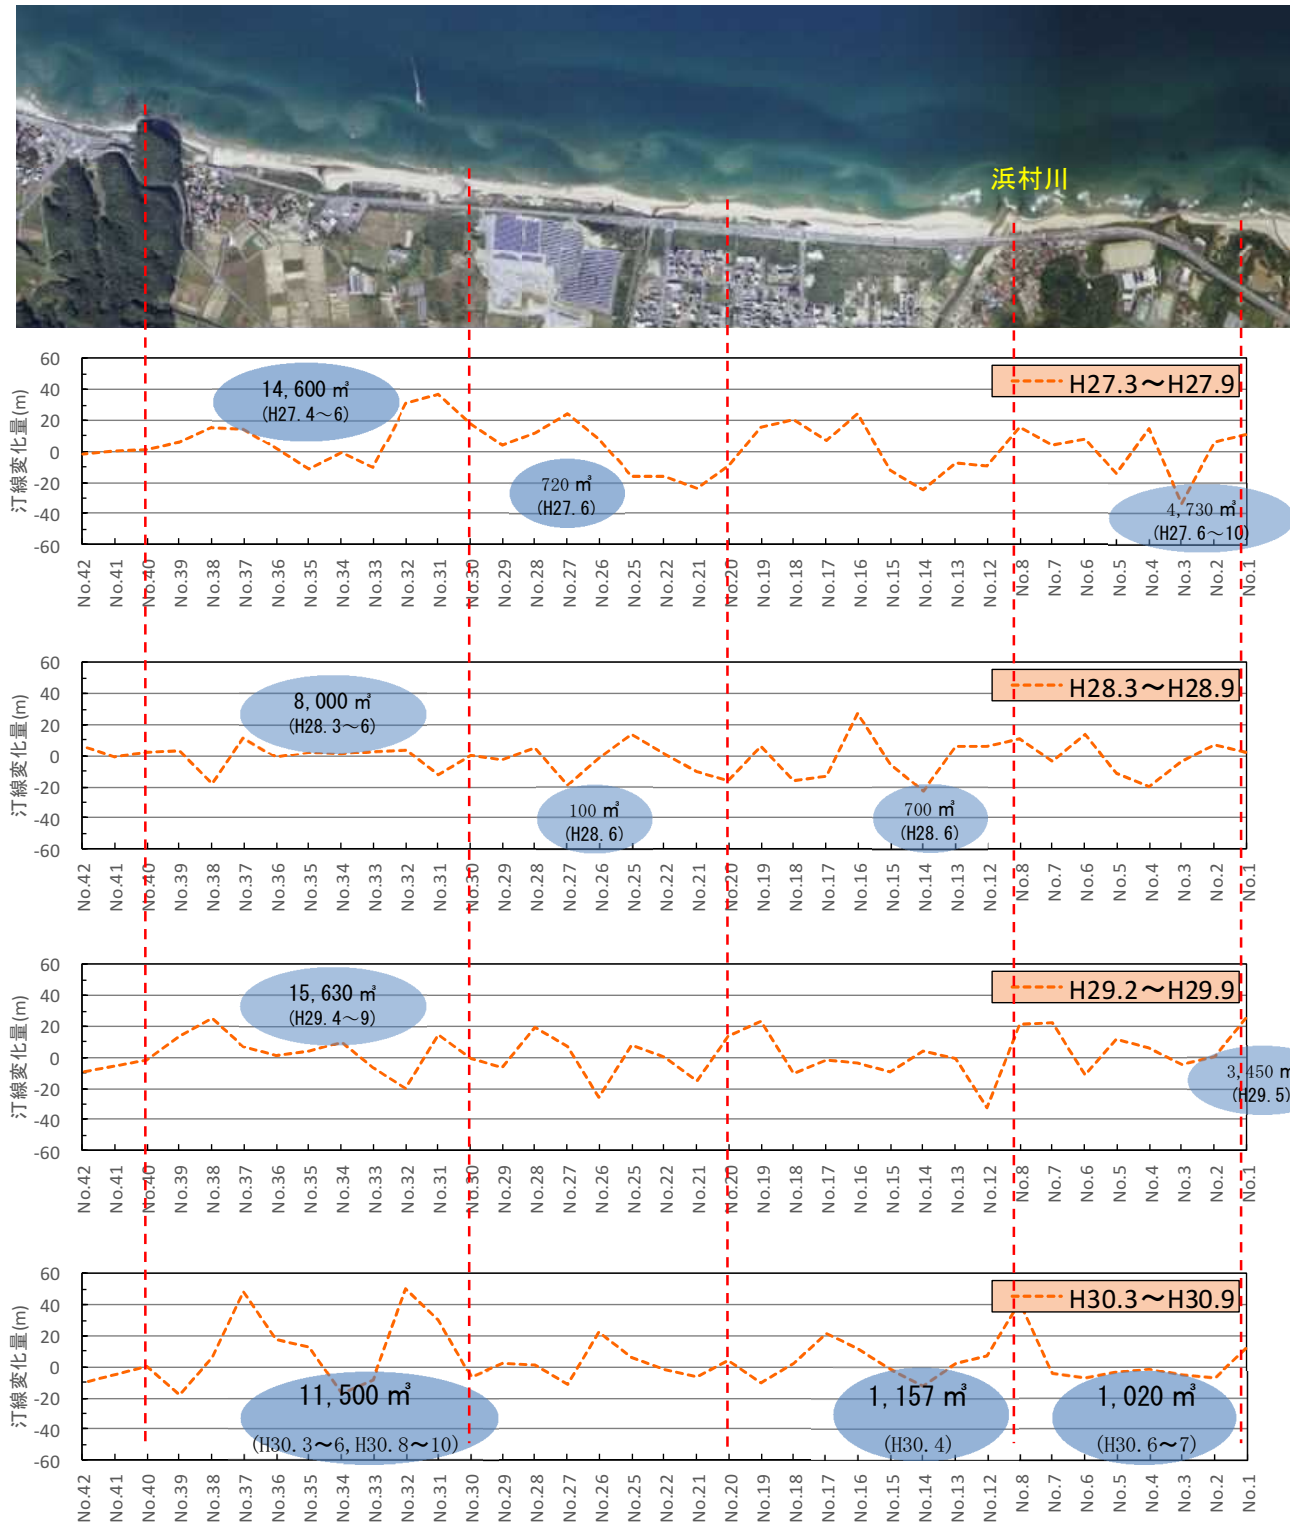 浜村川
60
40
20
0
-20
-40
-60
汀線変化量(m)
H27.3～H27.9
14,600 ㎥
(H27.4～6)
720 ㎥
(H27.6)
4,730 ㎥
(H27.6～10)
No.42
No.41
No.40
No.39
No.38
No.37
No.36
No.35
No.34
No.33
No.32
No.31
No.30
No.29
No.28
No.27
No.26
No.25
No.22
No.21
No.20
No.19
No.18
No.17
No.16
No.15
No.14
No.13
No.12
No.8
No.7
No.6
No.5
No.4
No.3
No.2
No.1
60
40
20
0
-20
-40
-60
汀線変化量(m)
H28.3～H28.9
8,000 ㎥
(H28.3～6)
100 ㎥
(H28.6)
700 ㎥
(H28.6)
No.42
No.41
No.40
No.39
No.38
No.37
No.36
No.35
No.34
No.33
No.32
No.31
No.30
No.29
No.28
No.27
No.26
No.25
No.22
No.21
No.20
No.19
No.18
No.17
No.16
No.15
No.14
No.13
No.12
No.8
No.7
No.6
No.5
No.4
No.3
No.2
No.1
60
40
20
0
-20
-40
-60
汀線変化量(m)
H29.2～H29.9
15,630 ㎥
(H29.4～9)
3,450 m
(H29.5)
No.42
No.41
No.40
No.39
No.38
No.37
No.36
No.35
No.34
No.33
No.32
No.31
No.30
No.29
No.28
No.27
No.26
No.25
No.22
No.21
No.20
No.19
No.18
No.17
No.16
No.15
No.14
No.13
No.12
No.8
No.7
No.6
No.5
No.4
No.3
No.2
No.1
60
40
20
0
-20
-40
-60
汀線変化量(m)
H30.3～H30.9
11,500 ㎥
(H30.3～6,H30.8～10)
1,157 ㎥
(H30.4)
1,020 ㎥
(H30.6～7)
No.42
No.41
No.40
No.39
No.38
No.37
No.36
No.35
No.34
No.33
No.32
No.31
No.30
No.29
No.28
No.27
No.26
No.25
No.22
No.21
No.20
No.19
No.18
No.17
No.16
No.15
No.14
No.13
No.12
No.8
No.7
No.6
No.5
No.4
No.3
No.2
No.1